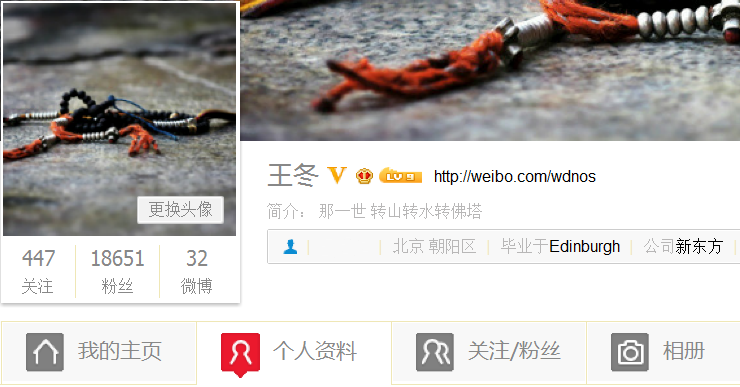 王冬 V LV 9 http://weibo.com/wdnos
简介: 那一世 转山转水转佛塔
更换头像
北京 朝阳区 毕业于Edinburgh 公司新东方
447 18651 32
关注 粉丝 微博
我的主页 个人资料 关注/粉丝 相册